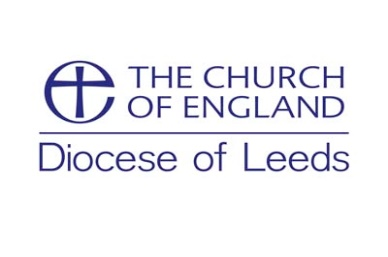 THE CHURCH
OF ENGLAND
Diocese of Leeds